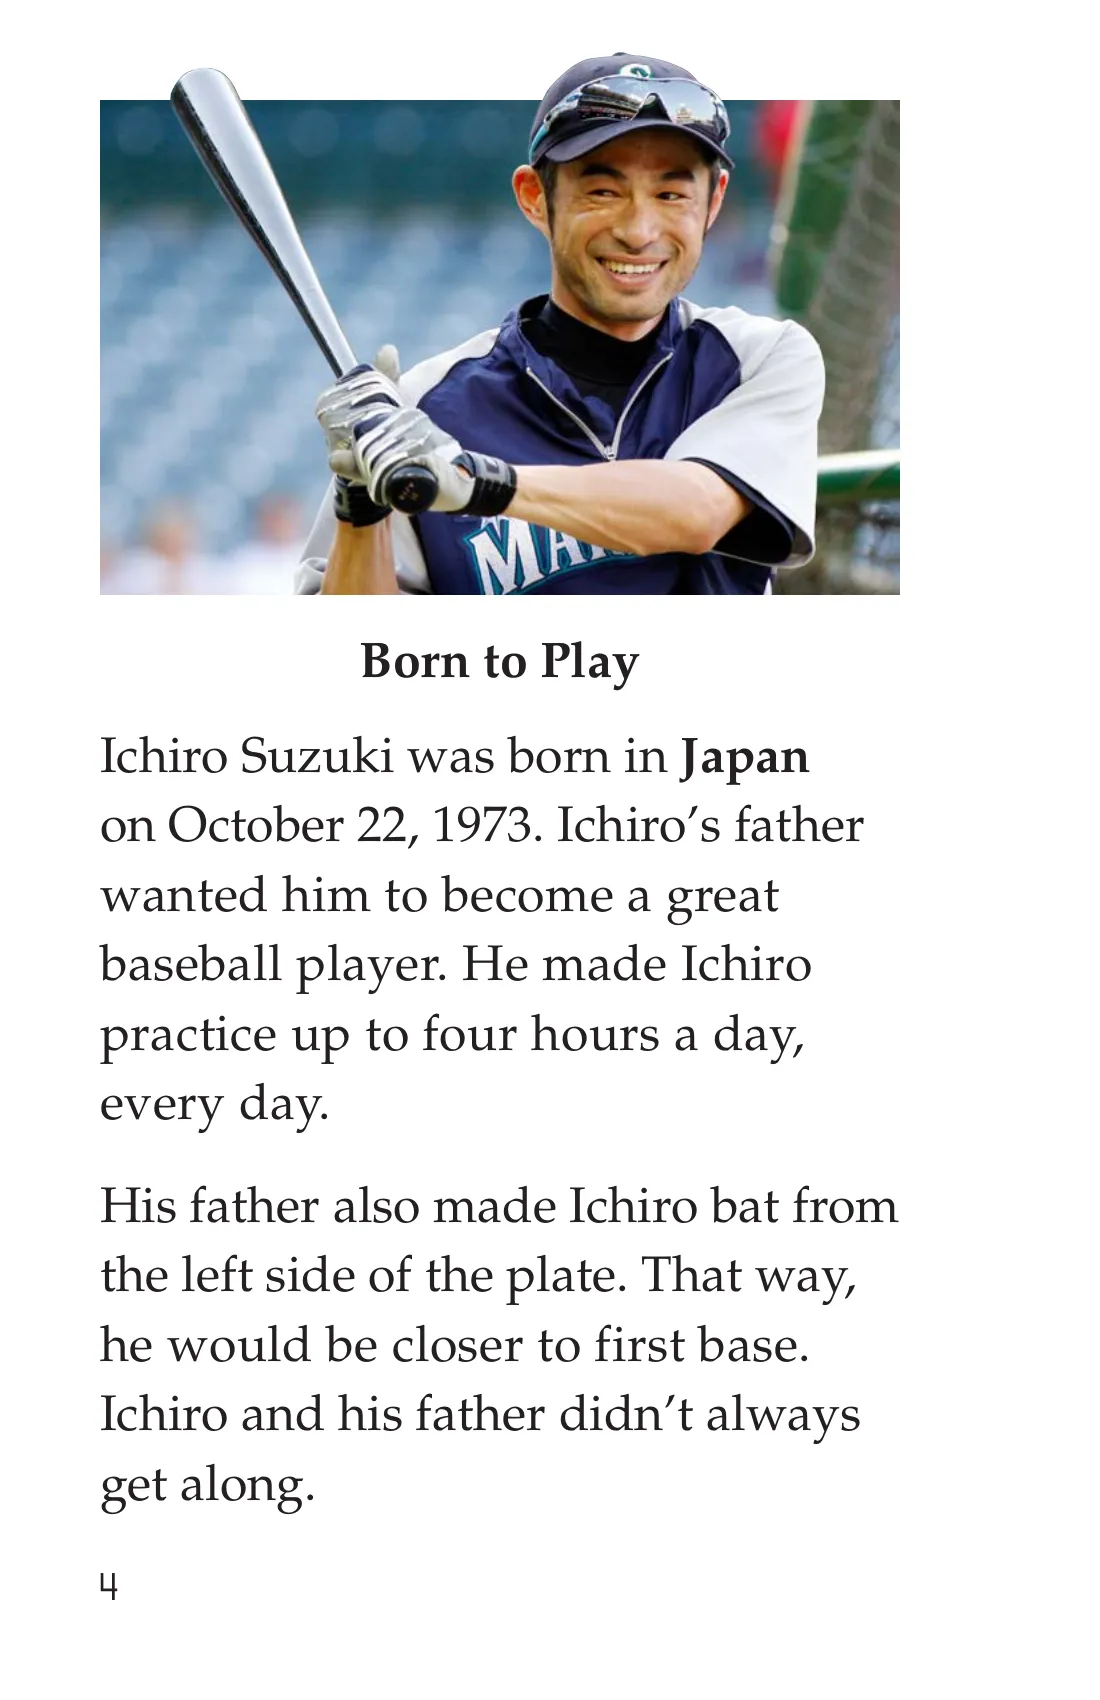 S
MAR
Born to Play
Ichiro Suzuki was born in Japan
on October 22, 1973. Ichiro’s father
wanted him to become a great
baseball player. He made Ichiro
practice up to four hours a day,
every day.
His father also made Ichiro bat from
the left side of the plate. That way,
he would be closer to first base.
Ichiro and his father didn’t always
get along.
4